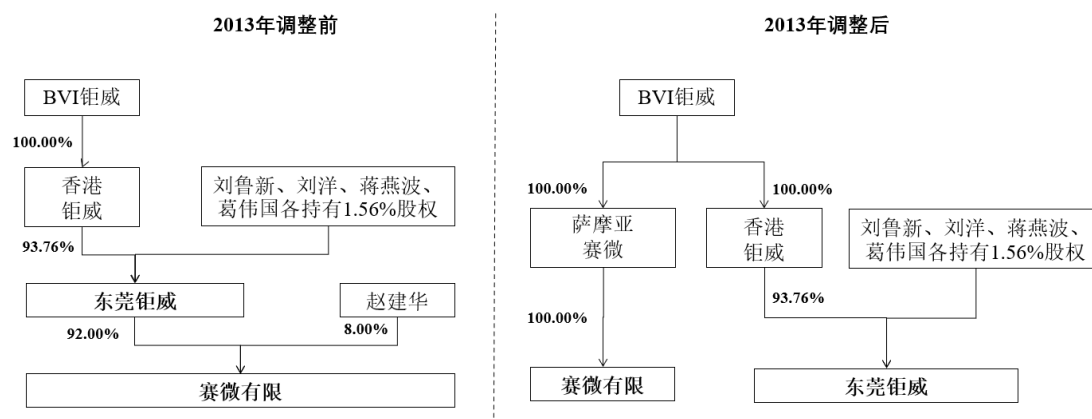 2013年调整前
BVI钜威
100.00%
香港
钜威
刘鲁新、刘洋、蒋燕波、
葛伟国各持有1.56%股权
93.76%
东莞钜威
赵建华
92.00%
8.00%
赛微有限
2013年调整后
BVI钜威
100.00%
100.00%
萨摩亚
赛微
香港
钜威
刘鲁新、刘洋、蒋燕波、
葛伟国各持有1.56%股权
93.76%
100.00%
赛微有限
东莞钜威